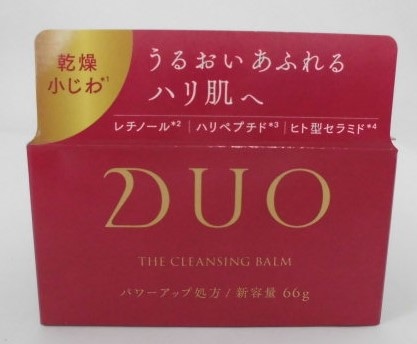 乾燥
小じわ*1
うるおいあふれる
ハリ肌へ
レチノール*2 | ハリペプチド*3 | ヒト型セラミド*4
DUO
THE CLEANSING BALM
パワーアップ処方 / 新容量 66g